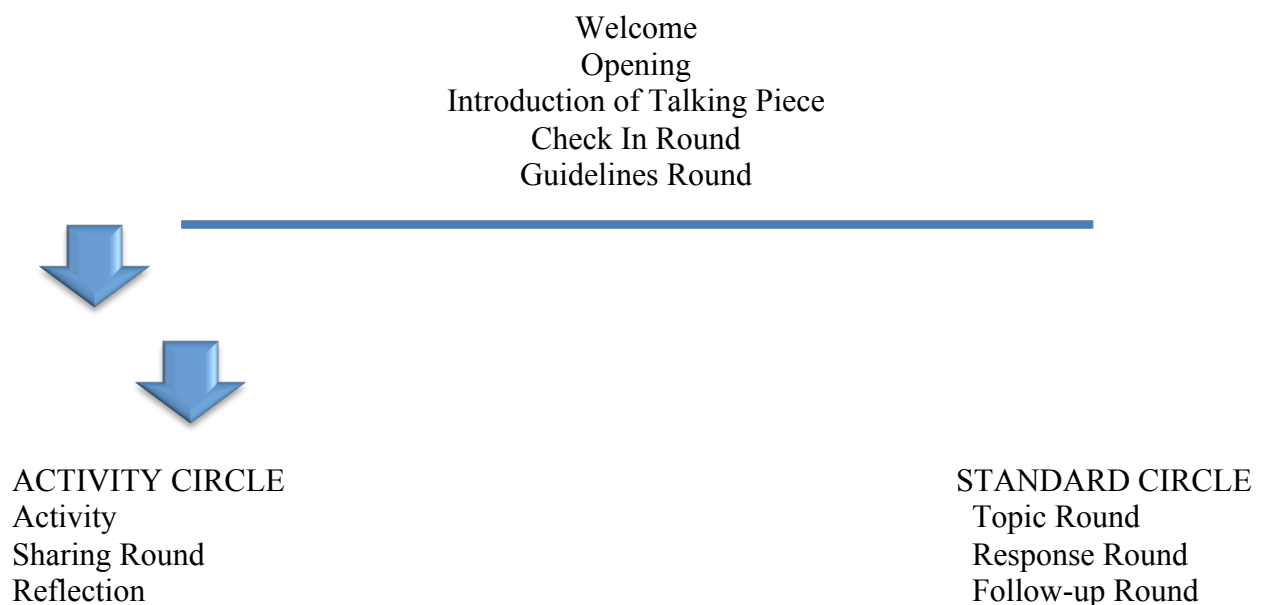 Welcome
Opening
Introduction of Talking Piece
Check In Round
Guidelines Round
ACTIVITY CIRCLE
Activity
Sharing Round
Reflection
STANDARD CIRCLE
Topic Round
Response Round
Follow-up Round